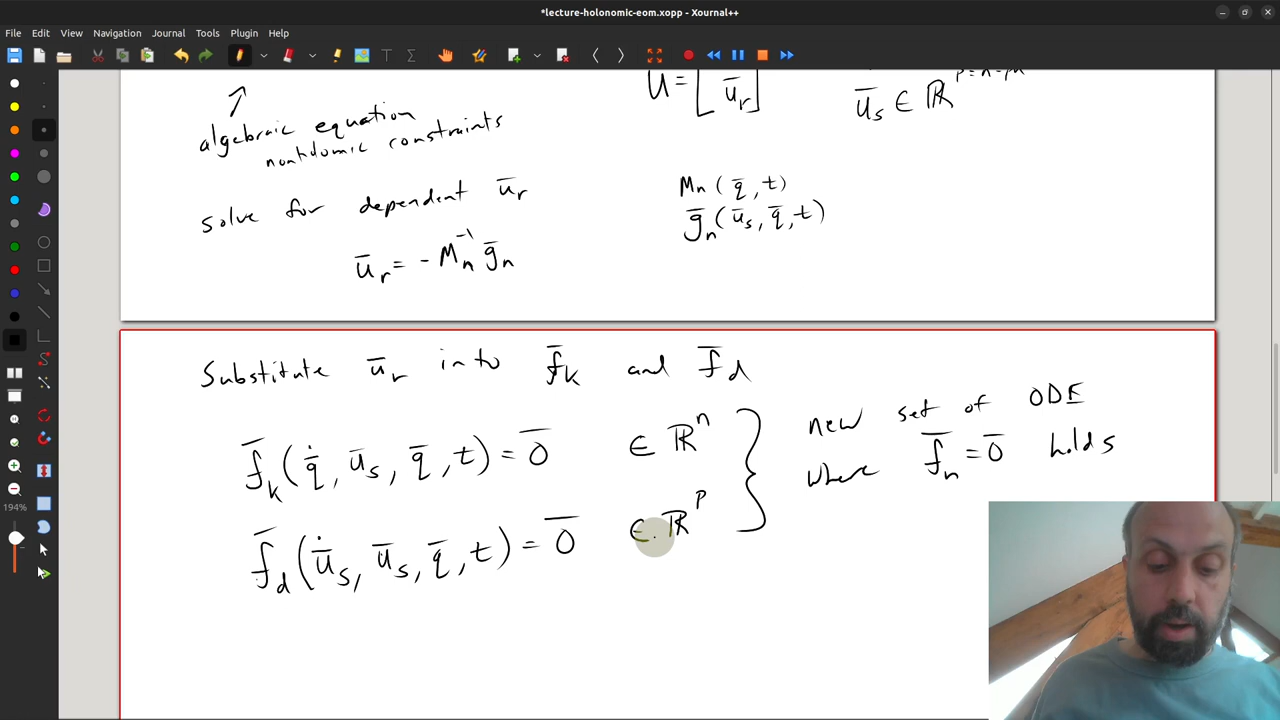 *lecture-holonomic-eom.xopp - Xournal++
File Edit View Navigation Journal Tools Plugin Help
U = [ ū_r ]
ū_s ∈ ℝ^{p=n-m}
algebraic equation
nonholonomic constraints
solve for dependent ū_r
M_n(q̄, t)
ḡ_n(ū_s, q̄, t)
ū_r = -M_n^{-1} ḡ_n
Substitute ū_r into f̄_k and f̄_d
f̄_k(q̄̇, ū_s, q̄, t) = 0̄ ∈ ℝ^n
f̄_d(ū̇_s, ū_s, q̄, t) = 0̄ ∈ ℝ^p
new set of ODE
where f̄_n = 0̄ holds
194%